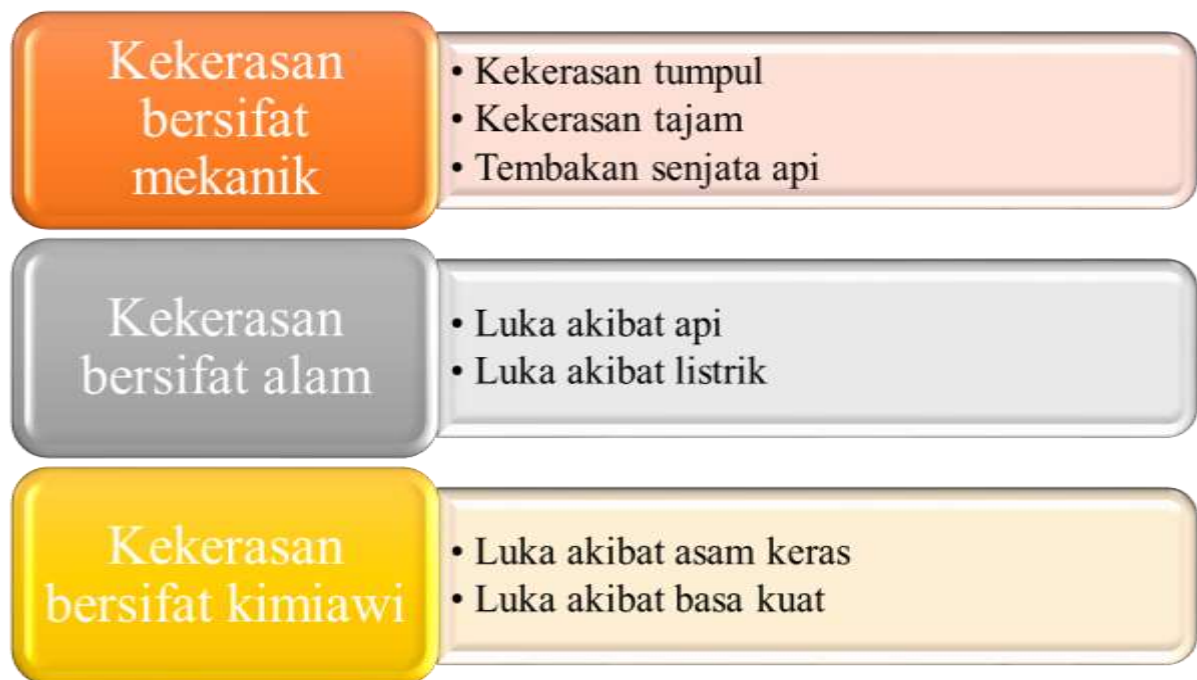 Kekerasan
bersifat
mekanik
• Kekerasan tumpul
• Kekerasan tajam
• Tembakan senjata api
Kekerasan
bersifat alam
• Luka akibat api
• Luka akibat listrik
Kekerasan
bersifat kimiawi
• Luka akibat asam keras
• Luka akibat basa kuat